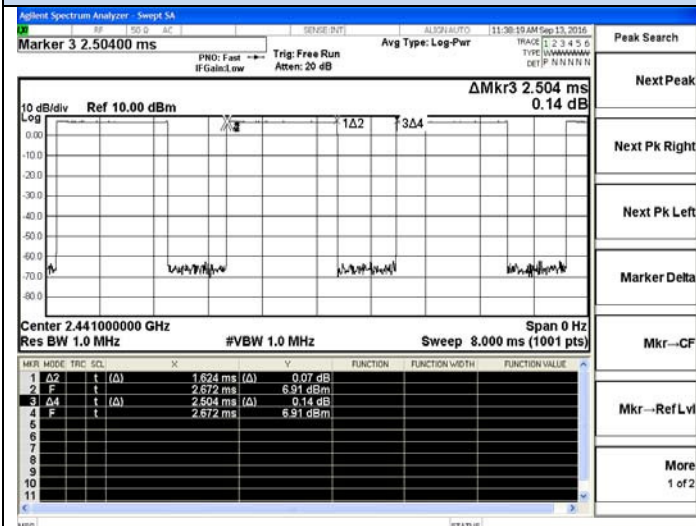 Agilent Spectrum Analyzer - Swept SA
RF 50 Ω AC SENSE:INT ALIGN AUTO 11:38:19 AM Sep 13, 2016
Marker 3 2.50400 ms
PNO: Fast Trig: Free Run
IFGain:Low Atten: 20 dB
Avg Type: Log-Pwr
TRACE 1 2 3 4 5 6
TYPE
DET P N N N N N
Peak Search
ΔMkr3 2.504 ms
0.14 dB
10 dB/div Ref 10.00 dBm
Log
0.00
-10.0
-20.0
-30.0
-40.0
-50.0
-60.0
-70.0
-80.0
1Δ2 3Δ4
Center 2.441000000 GHz Span 0 Hz
Res BW 1.0 MHz #VBW 1.0 MHz Sweep 8.000 ms (1001 pts)
MKR MODE TRC SCL X Y FUNCTION FUNCTION WIDTH FUNCTION VALUE
1 Δ2 t (Δ) 1.624 ms (Δ) 0.07 dB
2 F t 2.672 ms 6.91 dBm
3 Δ4 t (Δ) 2.504 ms (Δ) 0.14 dB
4 F t 2.672 ms 6.91 dBm
5
6
7
8
9
10
11
Next Peak
Next Pk Right
Next Pk Left
Marker Delta
Mkr→CF
Mkr→Ref Lvl
More
1 of 2
MSG STATUS